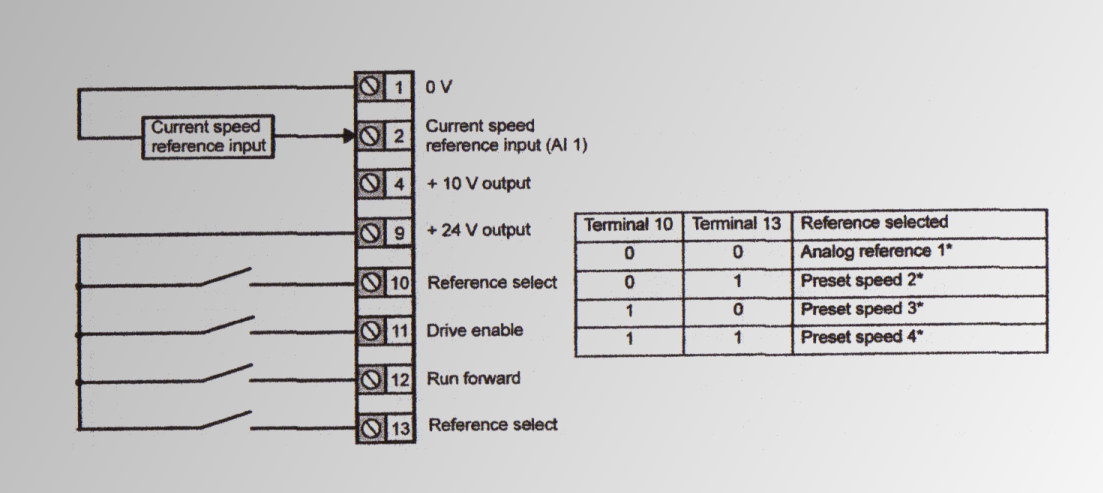 1 0 V
Current speed
reference input
2 Current speed
reference input (AI 1)
4 + 10 V output
9 + 24 V output
10 Reference select
11 Drive enable
12 Run forward
13 Reference select
Terminal 10 Terminal 13 Reference selected
0 0 Analog reference 1*
0 1 Preset speed 2*
1 0 Preset speed 3*
1 1 Preset speed 4*